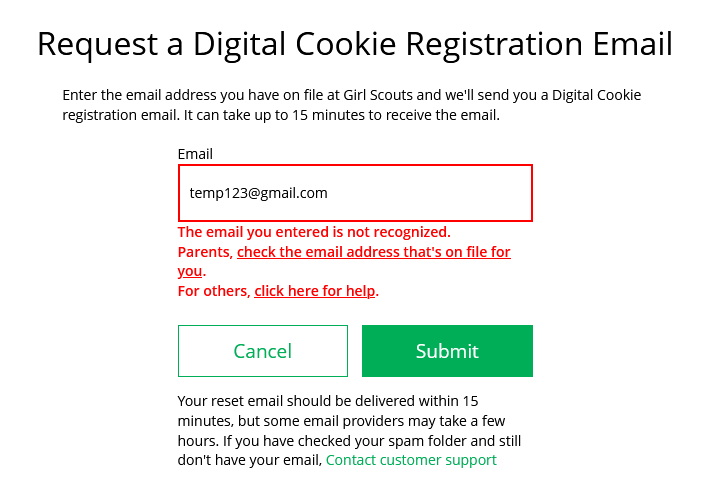 Request a Digital Cookie Registration Email
Enter the email address you have on file at Girl Scouts and we'll send you a Digital Cookie
registration email. It can take up to 15 minutes to receive the email.
Email
temp123@gmail.com
The email you entered is not recognized.
Parents, check the email address that's on file for
you.
For others, click here for help.
Cancel
Submit
Your reset email should be delivered within 15
minutes, but some email providers may take a few
hours. If you have checked your spam folder and still
don't have your email, Contact customer support